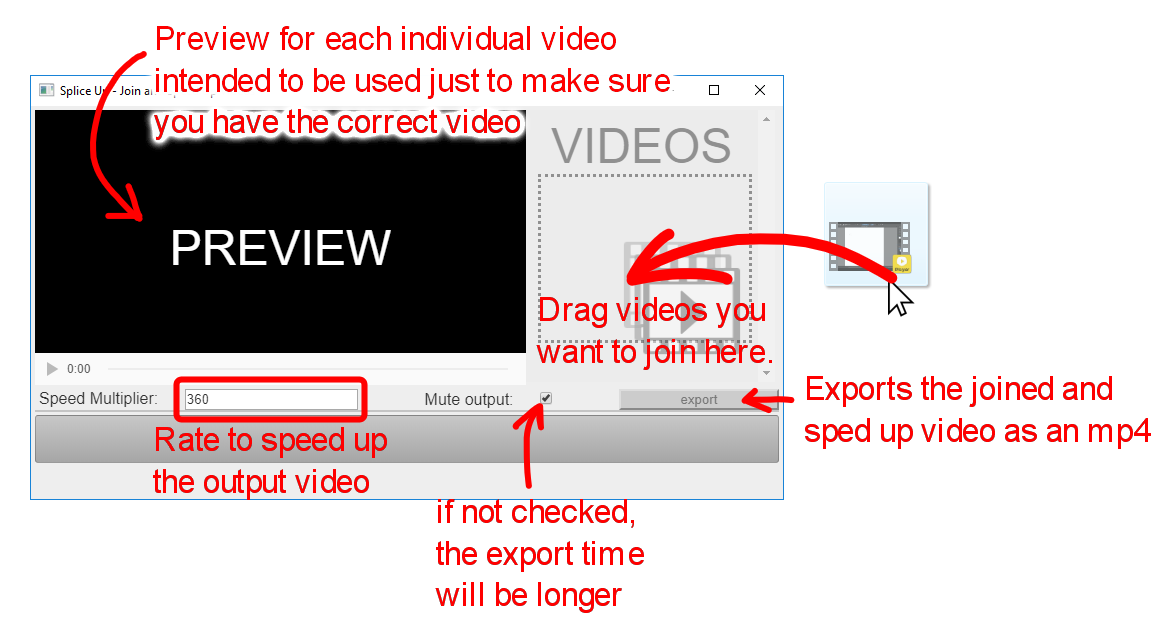 Preview for each individual video
intended to be used just to make sure
you have the correct video
Splice
VIDEOS
PREVIEW
Drag videos you
want to join here.
0:00
Speed Multiplier:
360
Mute output:
export
Exports the joined and
sped up video as an mp4
Rate to speed up
the output video
if not checked,
the export time
will be longer